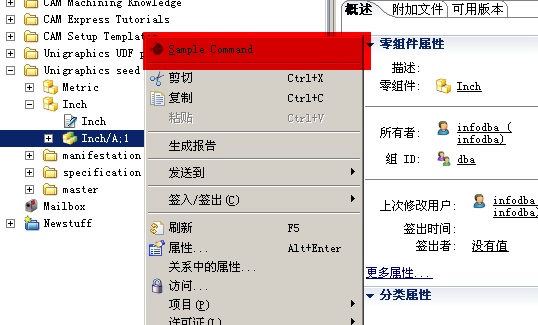 CAM Machining Knowledge
CAM Express Tutorials
CAM Setup Templates
Unigraphics UDF p
Unigraphics seed
Metric
Inch
Inch
Inch/A;1
manifestation
specification
master
Mailbox
Newstuff
Sample Command
剪切 Ctrl+X
复制 Ctrl+C
粘贴 Ctrl+V
生成报告
发送到
签入/签出(C)
刷新 F5
属性... Alt+Enter
关系中的属性...
访问...
项目(P)
许可证(L)
概述 附加文件 可用版本
零组件属性
描述:
零组件: Inch
所有者: infodba (
infodba)
组 ID: dba
上次修改用户: infodba
infodba)
签出时间:
签出者: 没有值
更多属性...
分类属性